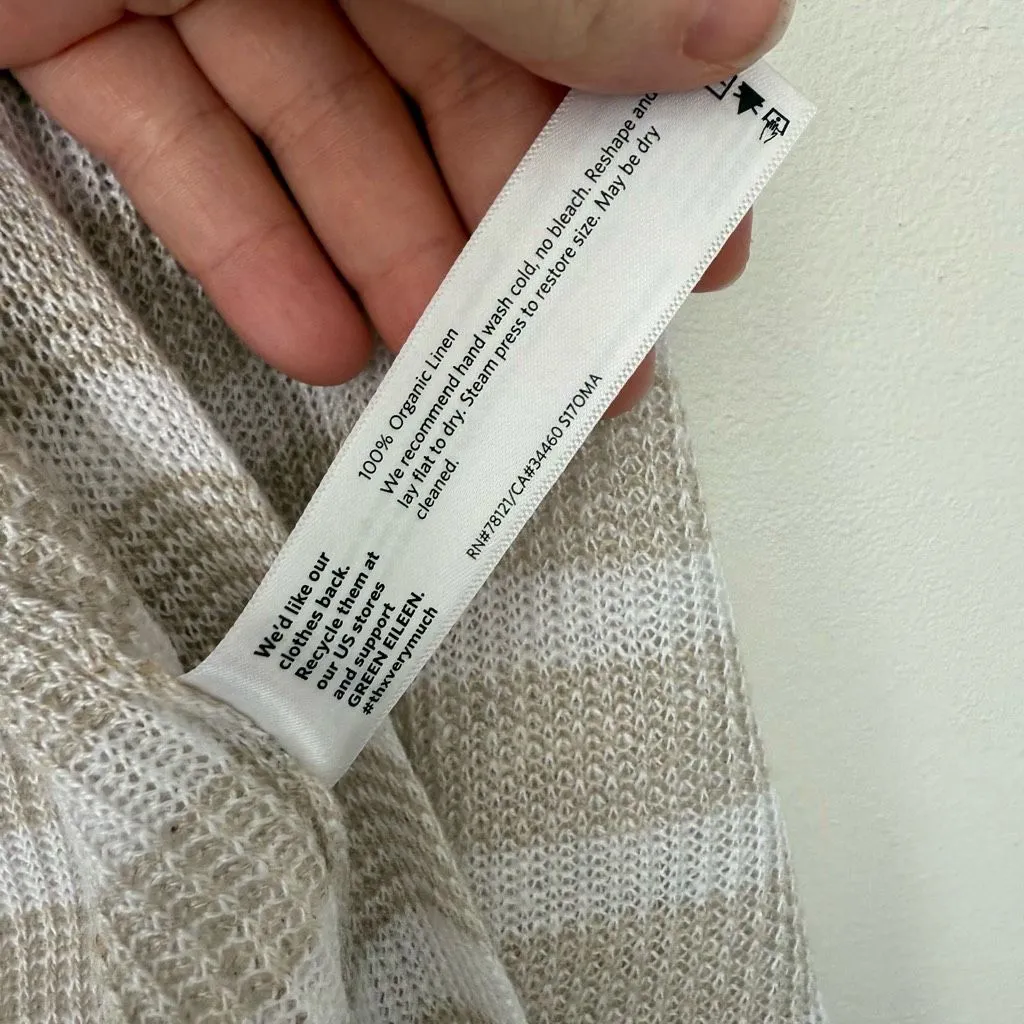 100% Organic Linen
We recommend hand wash cold, no bleach. Reshape and
lay flat to dry. Steam press to restore size. May be dry
cleaned.
RN#78121/CA#34460 S17OMA
We'd like our
clothes back.
Recycle them at
our US stores
and support
GREEN EILEEN.
#thxverymuch